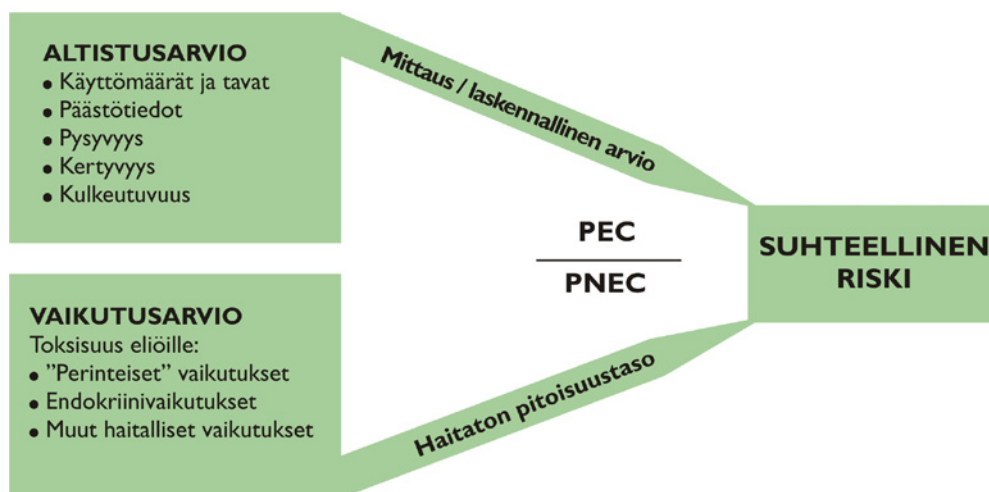 ALTISTUSARVIO
• Käyttömäärät ja tavat
• Päästötiedot
• Pysyvyys
• Kertyvyys
• Kulkeutuvuus
Mittaus / laskennallinen arvio
PEC
PNEC
SUHTEELLINEN
RISKI
VAIKUTUSARVIO
Toksisuus eliöille:
• ”Perinteiset” vaikutukset
• Endokriinivaikutukset
• Muut haitalliset vaikutukset
Haitaton pitoisuustaso